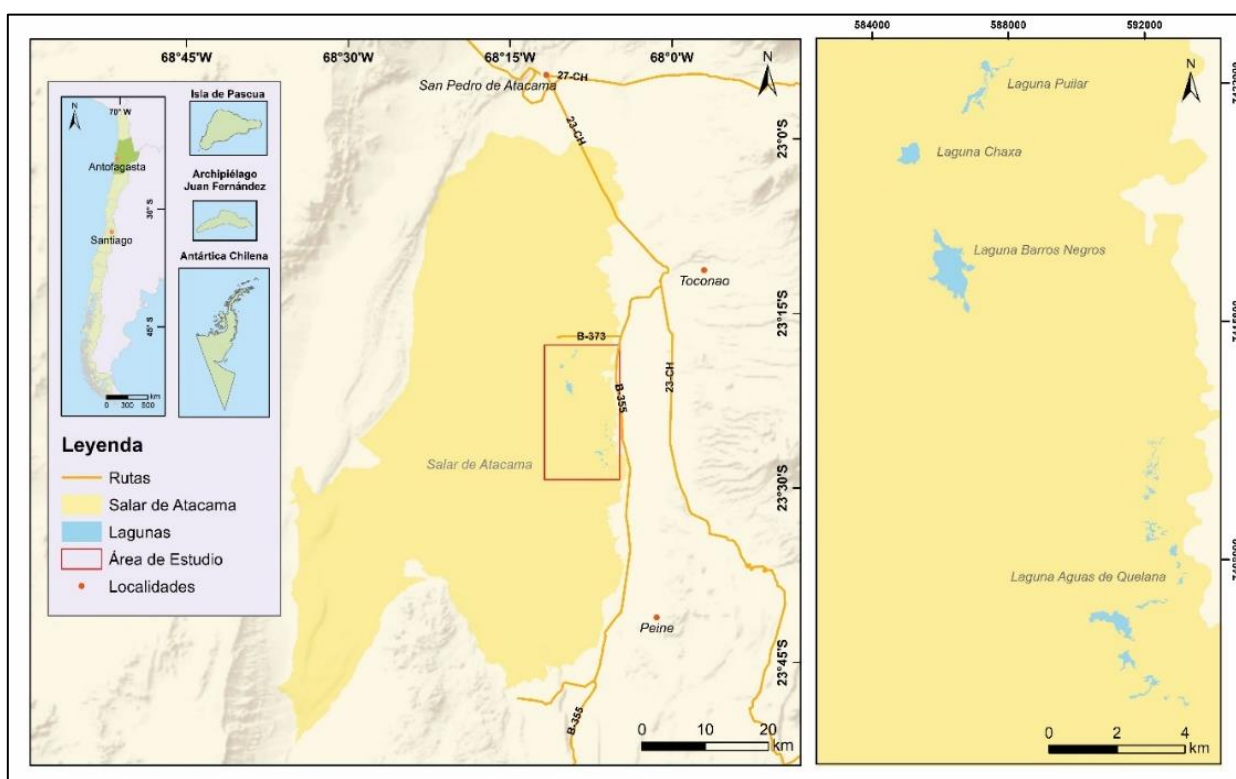 68°45'W
68°30'W
68°15'W
68°0'W
N
San Pedro de Atacama
27-CH
23-CH
23°0'S
Toconao
23°15'S
B-373
B-355
23-CH
Salar de Atacama
23°30'S
Peine
23°45'S
B-355
0 10 20
km
N
70° W
Antofagasta
30° S
Santiago
45° S
0 300 600
km
Isla de Pascua
Archipiélago
Juan Fernández
Antártica Chilena
Leyenda
Rutas
Salar de Atacama
Lagunas
Área de Estudio
Localidades
584000
588000
592000
N
Laguna Puilar
Laguna Chaxa
Laguna Barros Negros
Laguna Aguas de Quelana
0 2 4
km